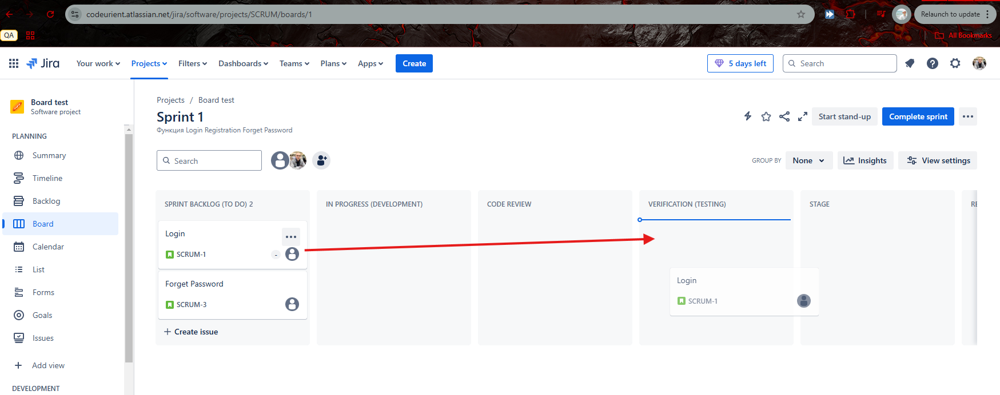 codeurient.atlassian.net/jira/software/projects/SCRUM/boards/1
Relaunch to update
QA
All Bookmarks
Jira
Your work
Projects
Filters
Dashboards
Teams
Plans
Apps
Create
5 days left
Search
Board test
Software project
PLANNING
Summary
Timeline
Backlog
Board
Calendar
List
Forms
Goals
Issues
Add view
DEVELOPMENT
Projects / Board test
Sprint 1
Функция Login Registration Forget Password
Start stand-up
Complete sprint
Search
GROUP BY
None
Insights
View settings
SPRINT BACKLOG (TO DO) 2
Login
SCRUM-1
-
Forget Password
SCRUM-3
Create issue
IN PROGRESS (DEVELOPMENT)
CODE REVIEW
VERIFICATION (TESTING)
Login
SCRUM-1
STAGE